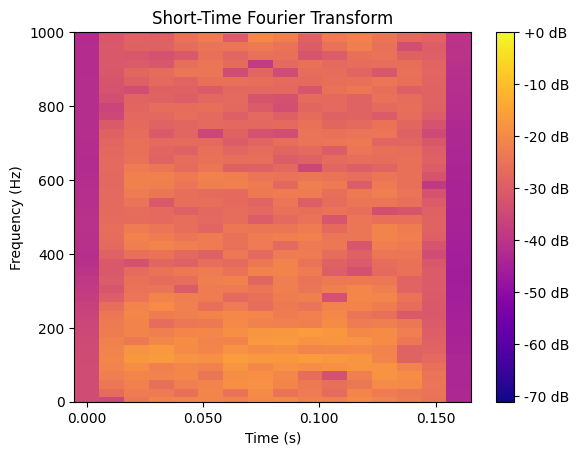 Short-Time Fourier Transform
1000
800
600
400
200
0
Frequency (Hz)
0.000
0.050
0.100
0.150
Time (s)
+0 dB
-10 dB
-20 dB
-30 dB
-40 dB
-50 dB
-60 dB
-70 dB